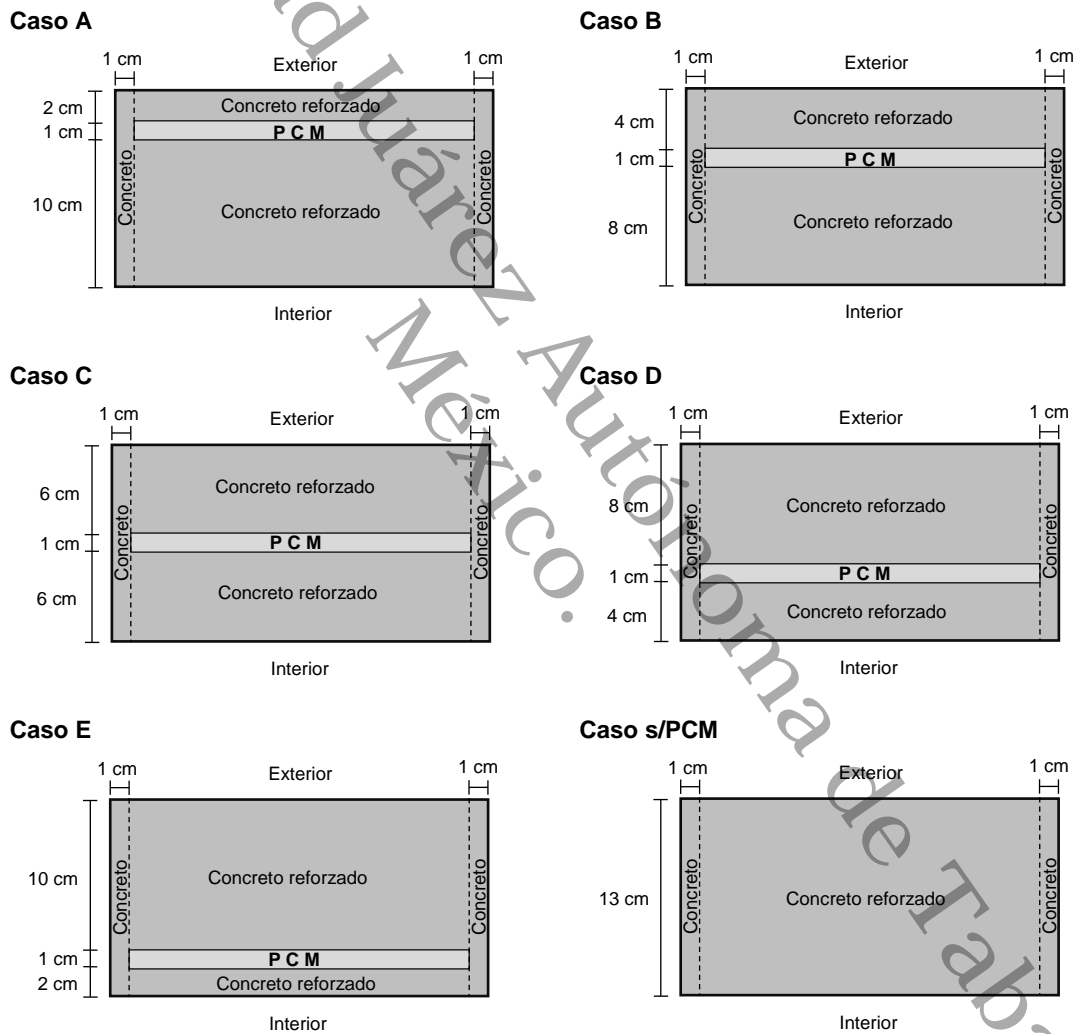 Caso A
1 cm
Exterior
1 cm
2 cm
Concreto reforzado
1 cm
P C M
10 cm
Concreto
Concreto reforzado
Concreto
Interior
Caso B
1 cm
Exterior
1 cm
4 cm
Concreto reforzado
1 cm
P C M
8 cm
Concreto
Concreto reforzado
Concreto
Interior
Caso C
1 cm
Exterior
1 cm
6 cm
Concreto reforzado
1 cm
P C M
6 cm
Concreto
Concreto reforzado
Concreto
Interior
Caso D
1 cm
Exterior
1 cm
8 cm
Concreto reforzado
1 cm
P C M
4 cm
Concreto
Concreto reforzado
Concreto
Interior
Caso E
1 cm
Exterior
1 cm
10 cm
Concreto
Concreto reforzado
Concreto
1 cm
P C M
2 cm
Concreto reforzado
Interior
Caso s/PCM
1 cm
Exterior
1 cm
13 cm
Concreto
Concreto reforzado
Concreto
Interior
Juárez Autónoma de
México.